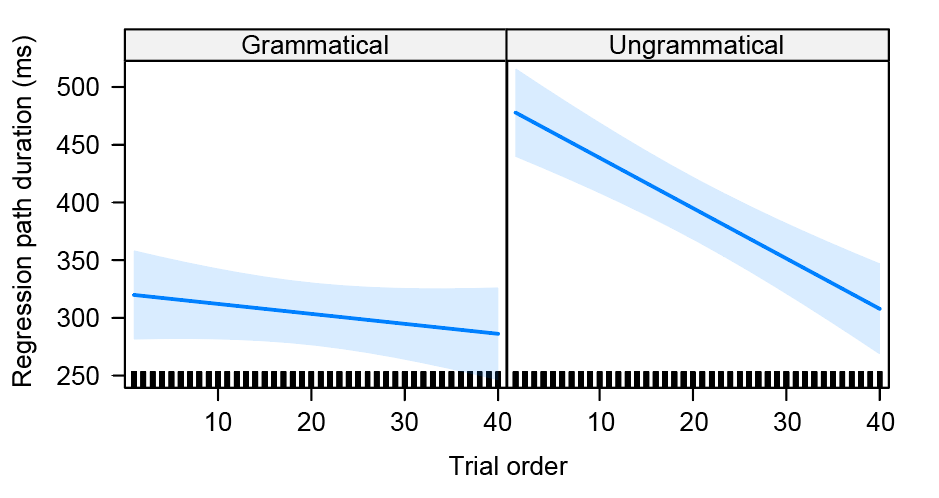 Grammatical
Ungrammatical
Regression path duration (ms)
500
450
400
350
300
250
10 20 30 40
10 20 30 40
Trial order